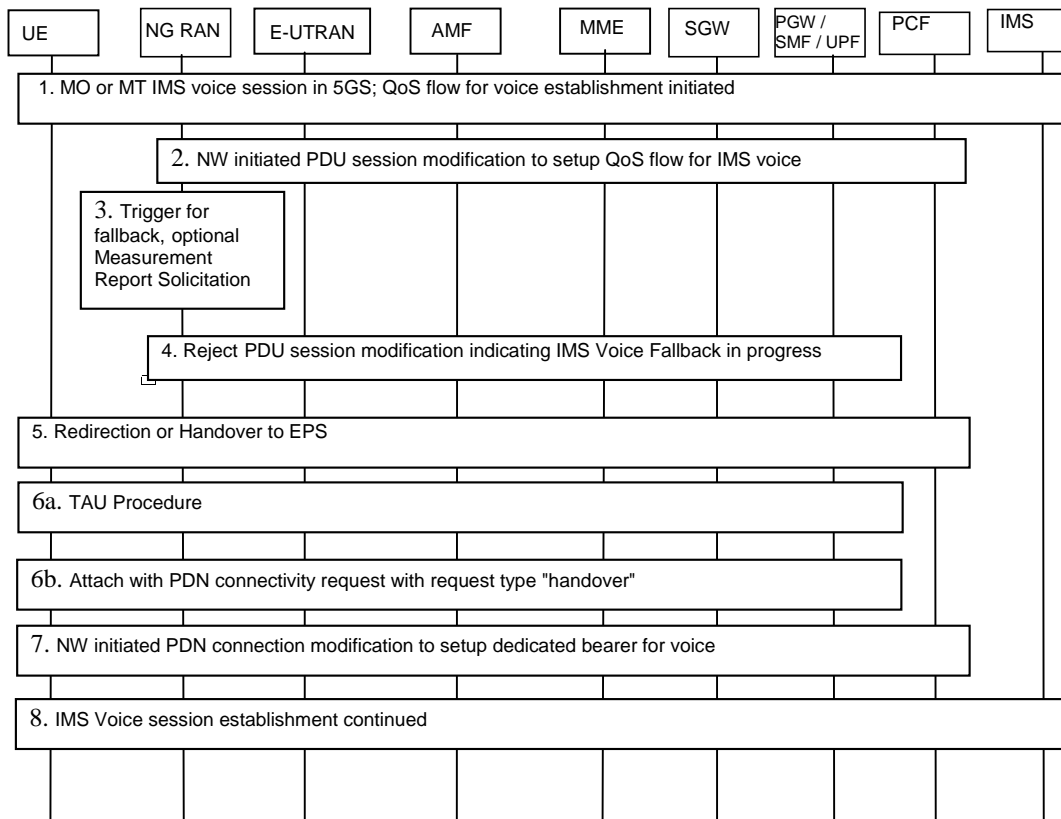 UE
NG RAN
E-UTRAN
AMF
MME
SGW
PGW /
SMF / UPF
PCF
IMS
1. MO or MT IMS voice session in 5GS; QoS flow for voice establishment initiated
2. NW initiated PDU session modification to setup QoS flow for IMS voice
3. Trigger for
fallback, optional
Measurement
Report Solicitation
4. Reject PDU session modification indicating IMS Voice Fallback in progress
5. Redirection or Handover to EPS
6a. TAU Procedure
6b. Attach with PDN connectivity request with request type "handover"
7. NW initiated PDN connection modification to setup dedicated bearer for voice
8. IMS Voice session establishment continued